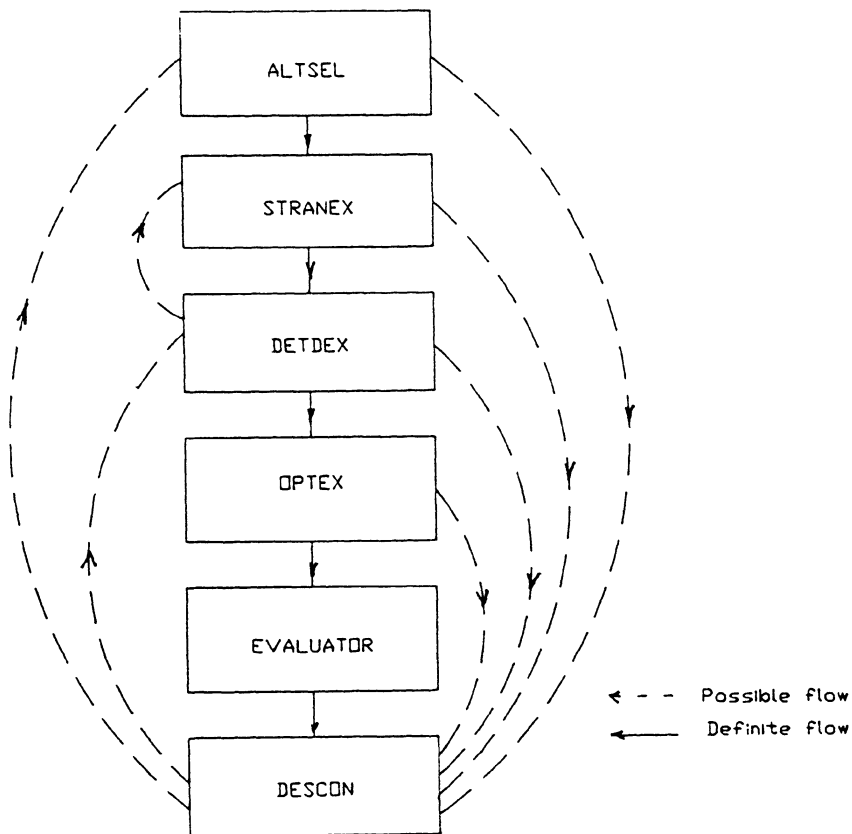 ALTSEL
STRANEX
DETDEX
OPTEX
EVALUATOR
DESCON
Possible flow
Definite flow